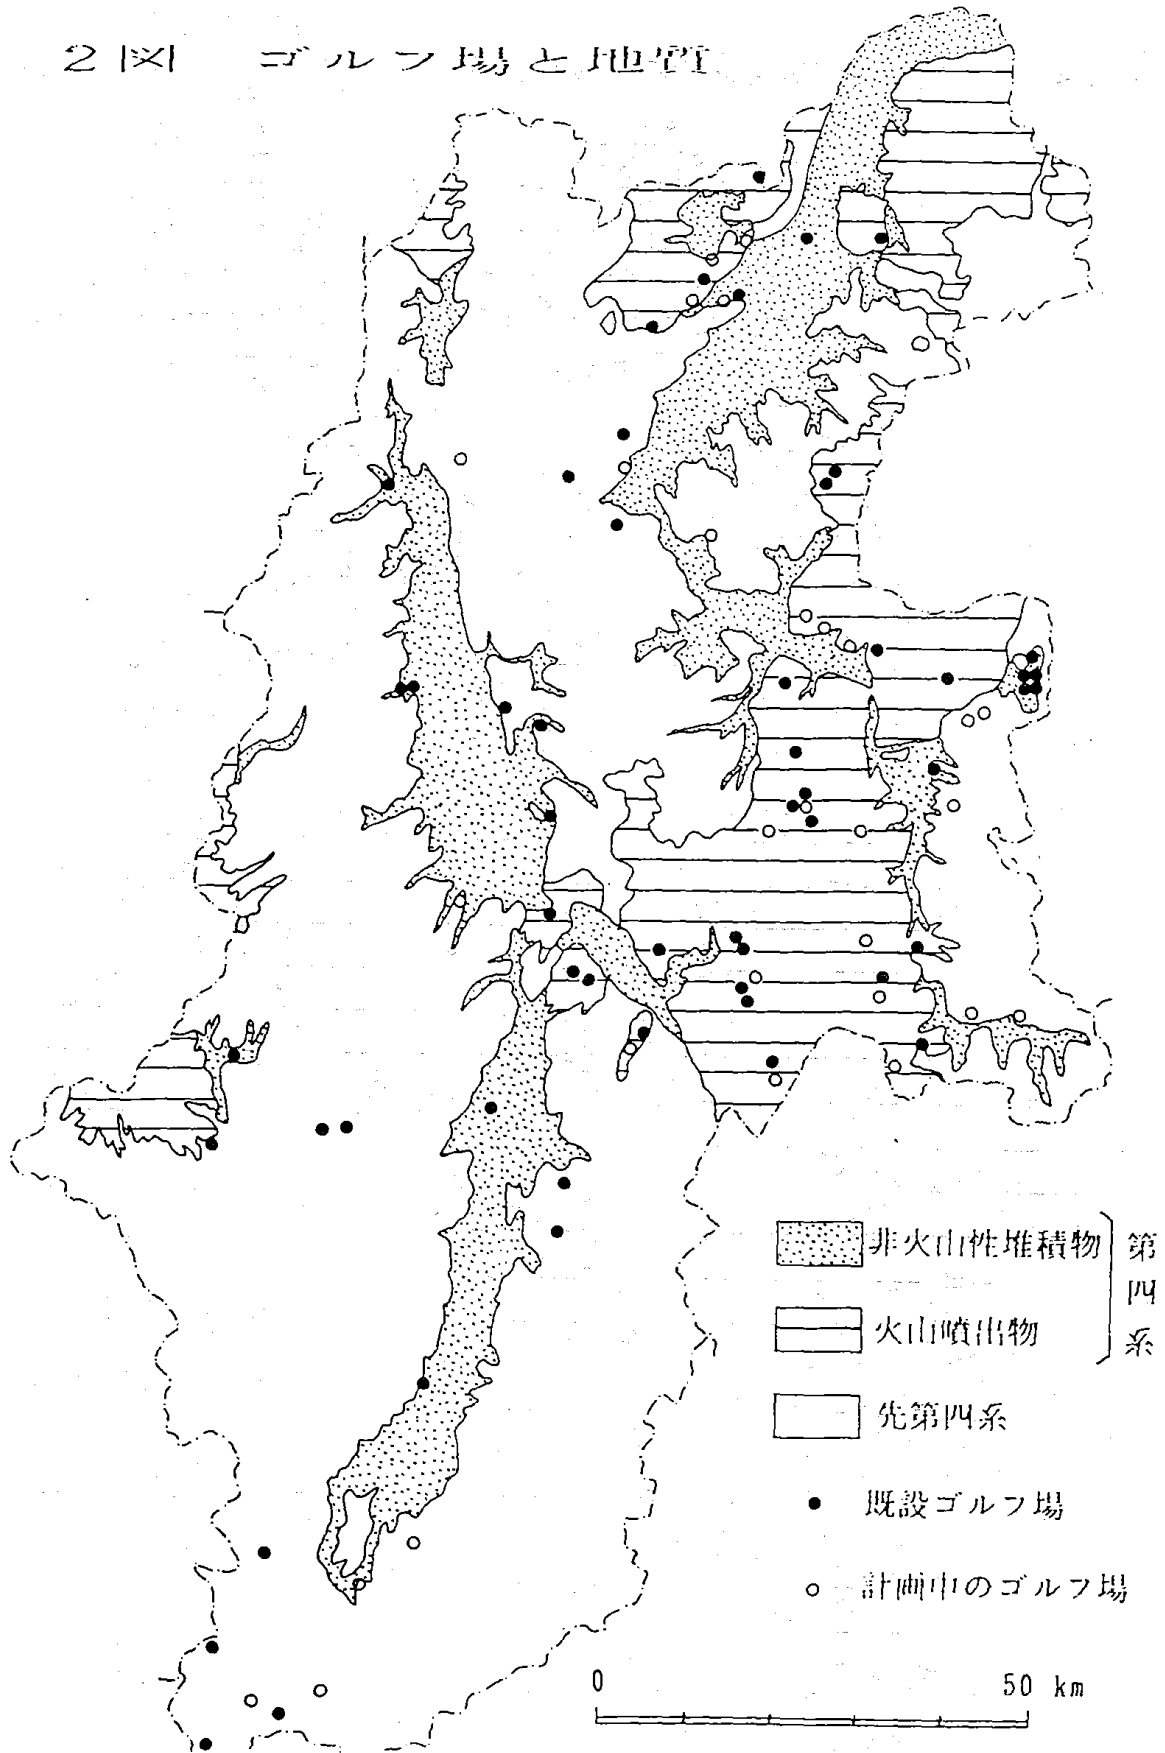 2図 ゴルフ場と地質
非火山性堆積物
火山噴出物
第四系
先第四系
既設ゴルフ場
計画中のゴルフ場
0 50 km